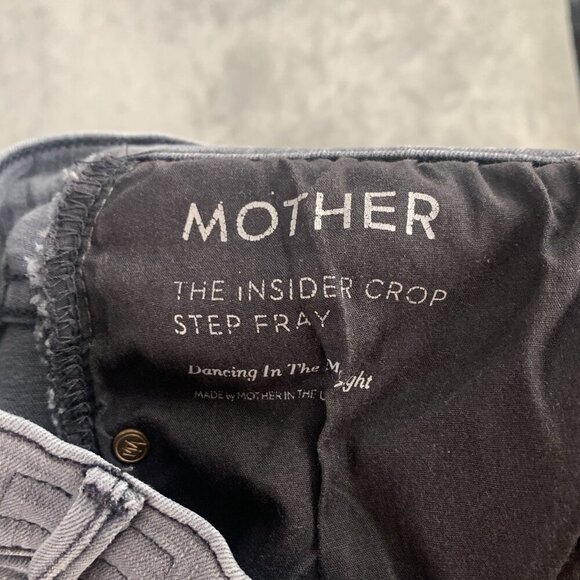 MOTHER
THE INSIDER CROP
STEP FRAY
Dancing In The
MADE by MOTHER IN THE